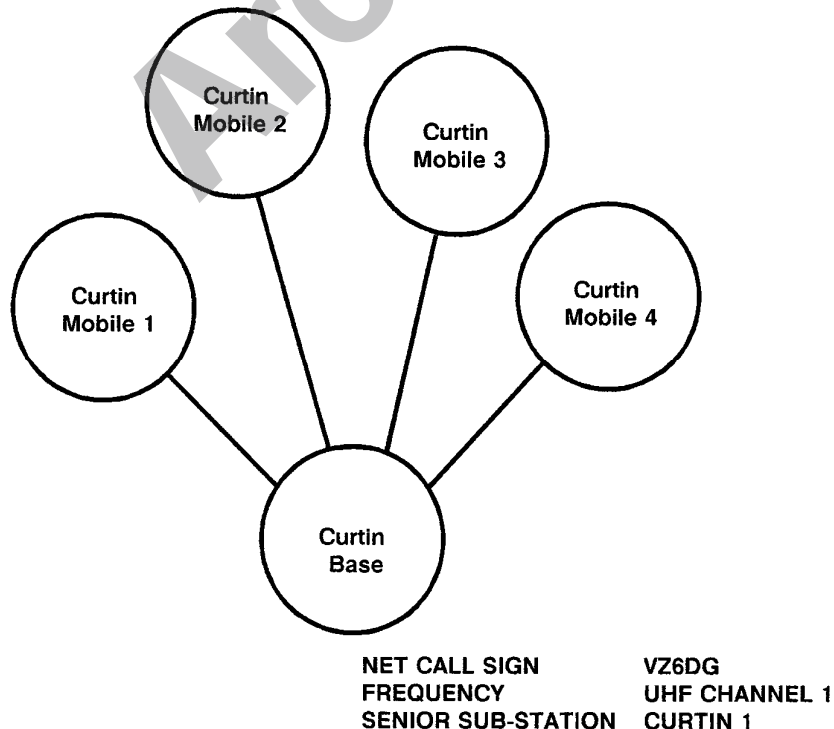 Curtin
Mobile 2
Curtin
Mobile 3
Curtin
Mobile 1
Curtin
Mobile 4
Curtin
Base
NET CALL SIGN VZ6DG
FREQUENCY UHF CHANNEL 1
SENIOR SUB-STATION CURTIN 1